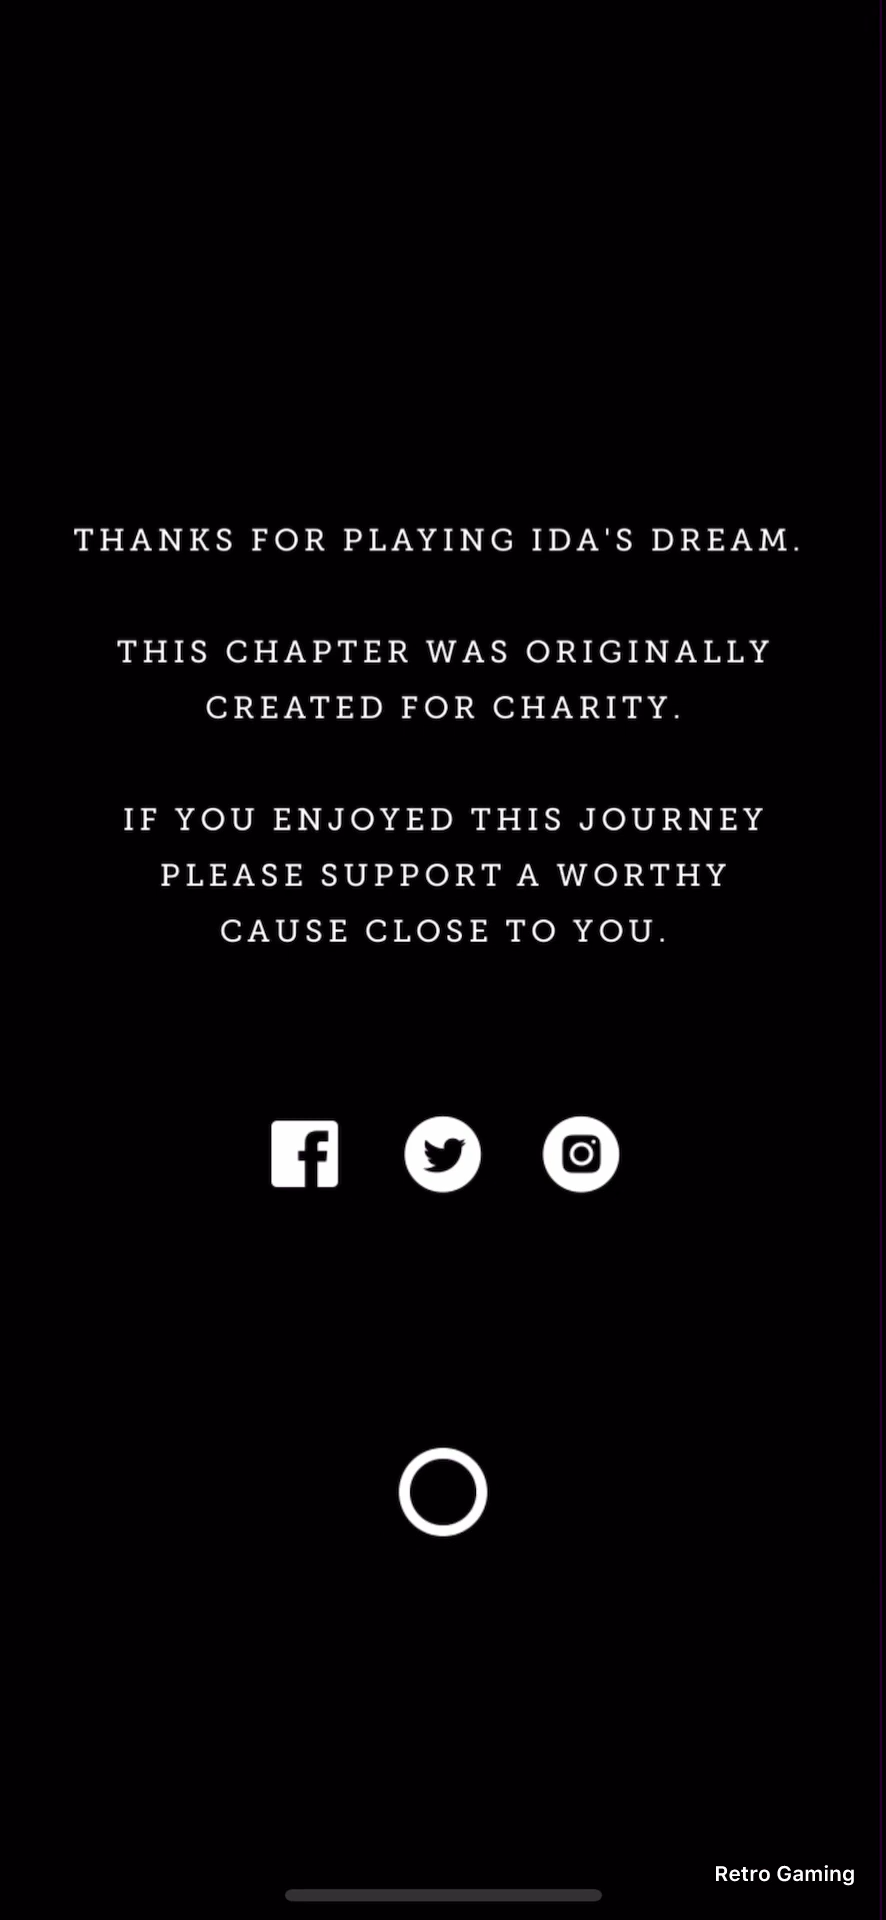 THANKS FOR PLAYING IDA'S DREAM.
THIS CHAPTER WAS ORIGINALLY
CREATED FOR CHARITY.
IF YOU ENJOYED THIS JOURNEY
PLEASE SUPPORT A WORTHY
CAUSE CLOSE TO YOU.
Retro Gaming